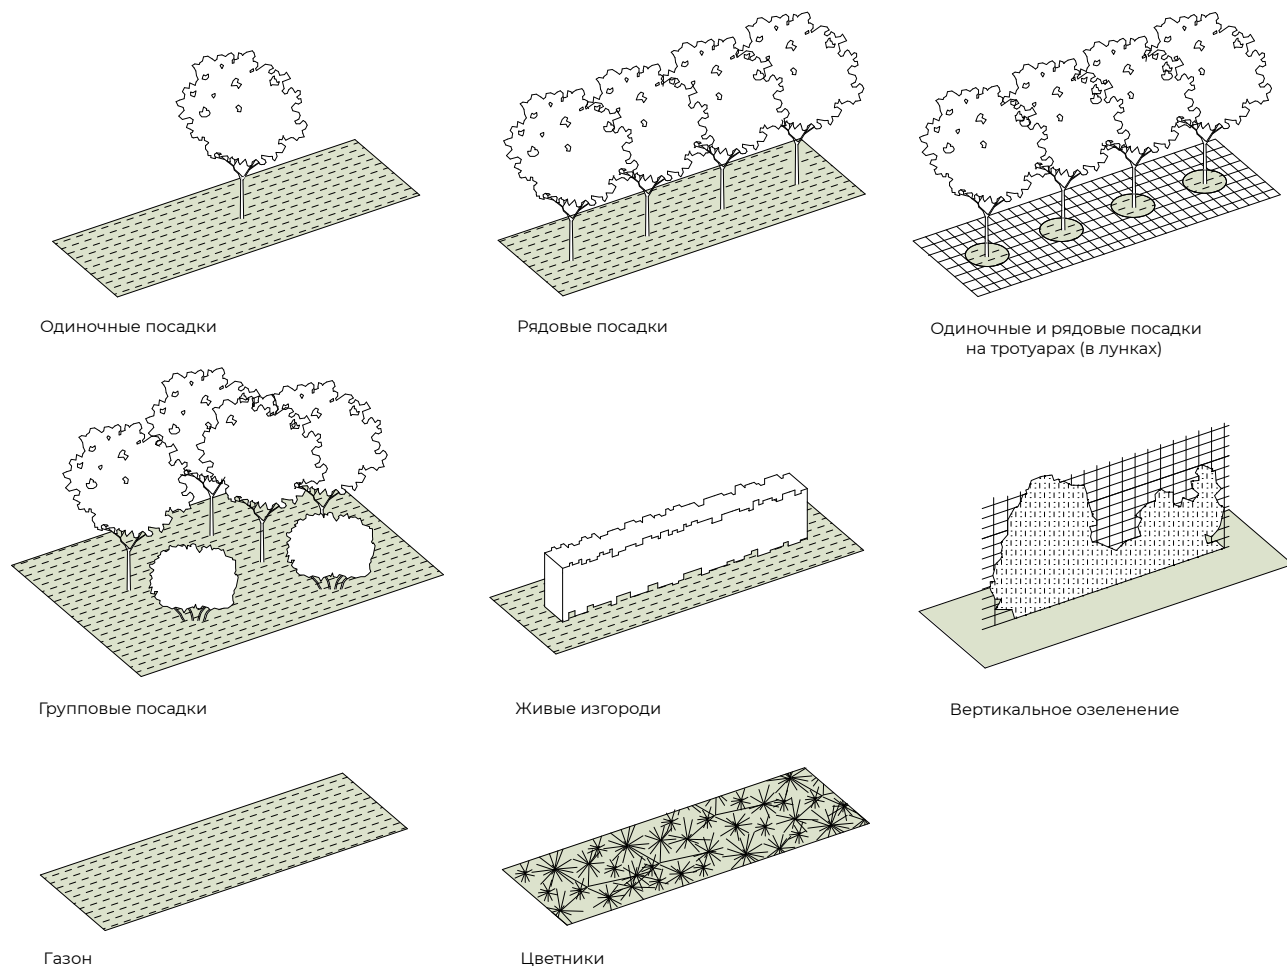 Одиночные посадки
Рядовые посадки
Одиночные и рядовые посадки
на тротуарах (в лунках)
Групповые посадки
Живые изгороди
Вертикальное озеленение
Газон
Цветники